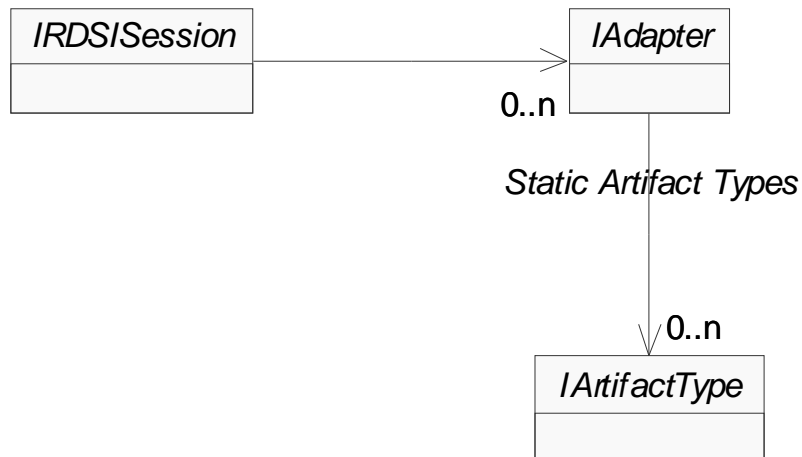 IRDSISession
IAdapter
0..n
Static Artifact Types
0..n
IArtifactType